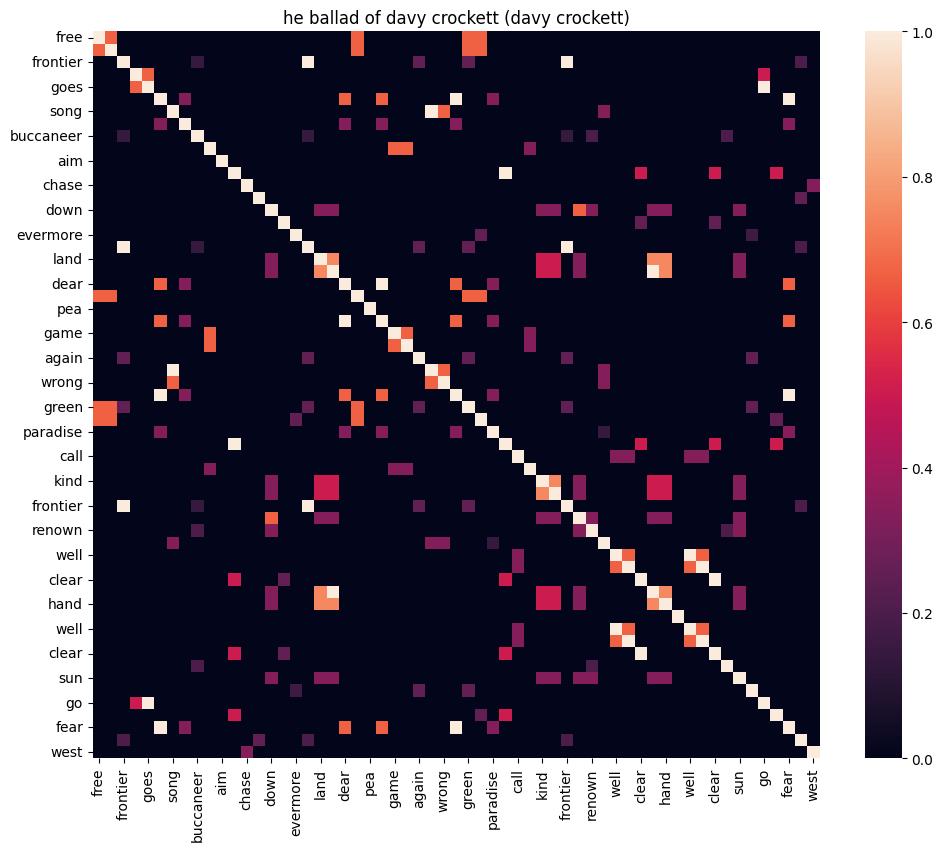 he ballad of davy crockett (davy crockett)
free
frontier
goes
song
buccaneer
aim
chase
down
evermore
land
dear
pea
game
again
wrong
green
paradise
call
kind
frontier
renown
well
clear
hand
well
clear
sun
go
fear
west
free
frontier
goes
song
buccaneer
aim
chase
down
evermore
land
dear
pea
game
again
wrong
green
paradise
call
kind
frontier
renown
well
clear
hand
well
clear
sun
go
fear
west
1.0
0.8
0.6
0.4
0.2
0.0